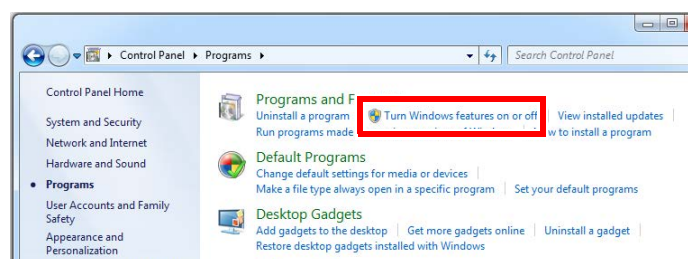 Control Panel ▸ Programs ▸
Search Control Panel
Control Panel Home
System and Security
Network and Internet
Hardware and Sound
Programs
User Accounts and Family
Safety
Appearance and
Personalization
Programs and F
Uninstall a program Turn Windows features on or off View installed updates
Run programs made w to install a program
Default Programs
Change default settings for media or devices
Make a file type always open in a specific program Set your default programs
Desktop Gadgets
Add gadgets to the desktop Get more gadgets online Uninstall a gadget
Restore desktop gadgets installed with Windows